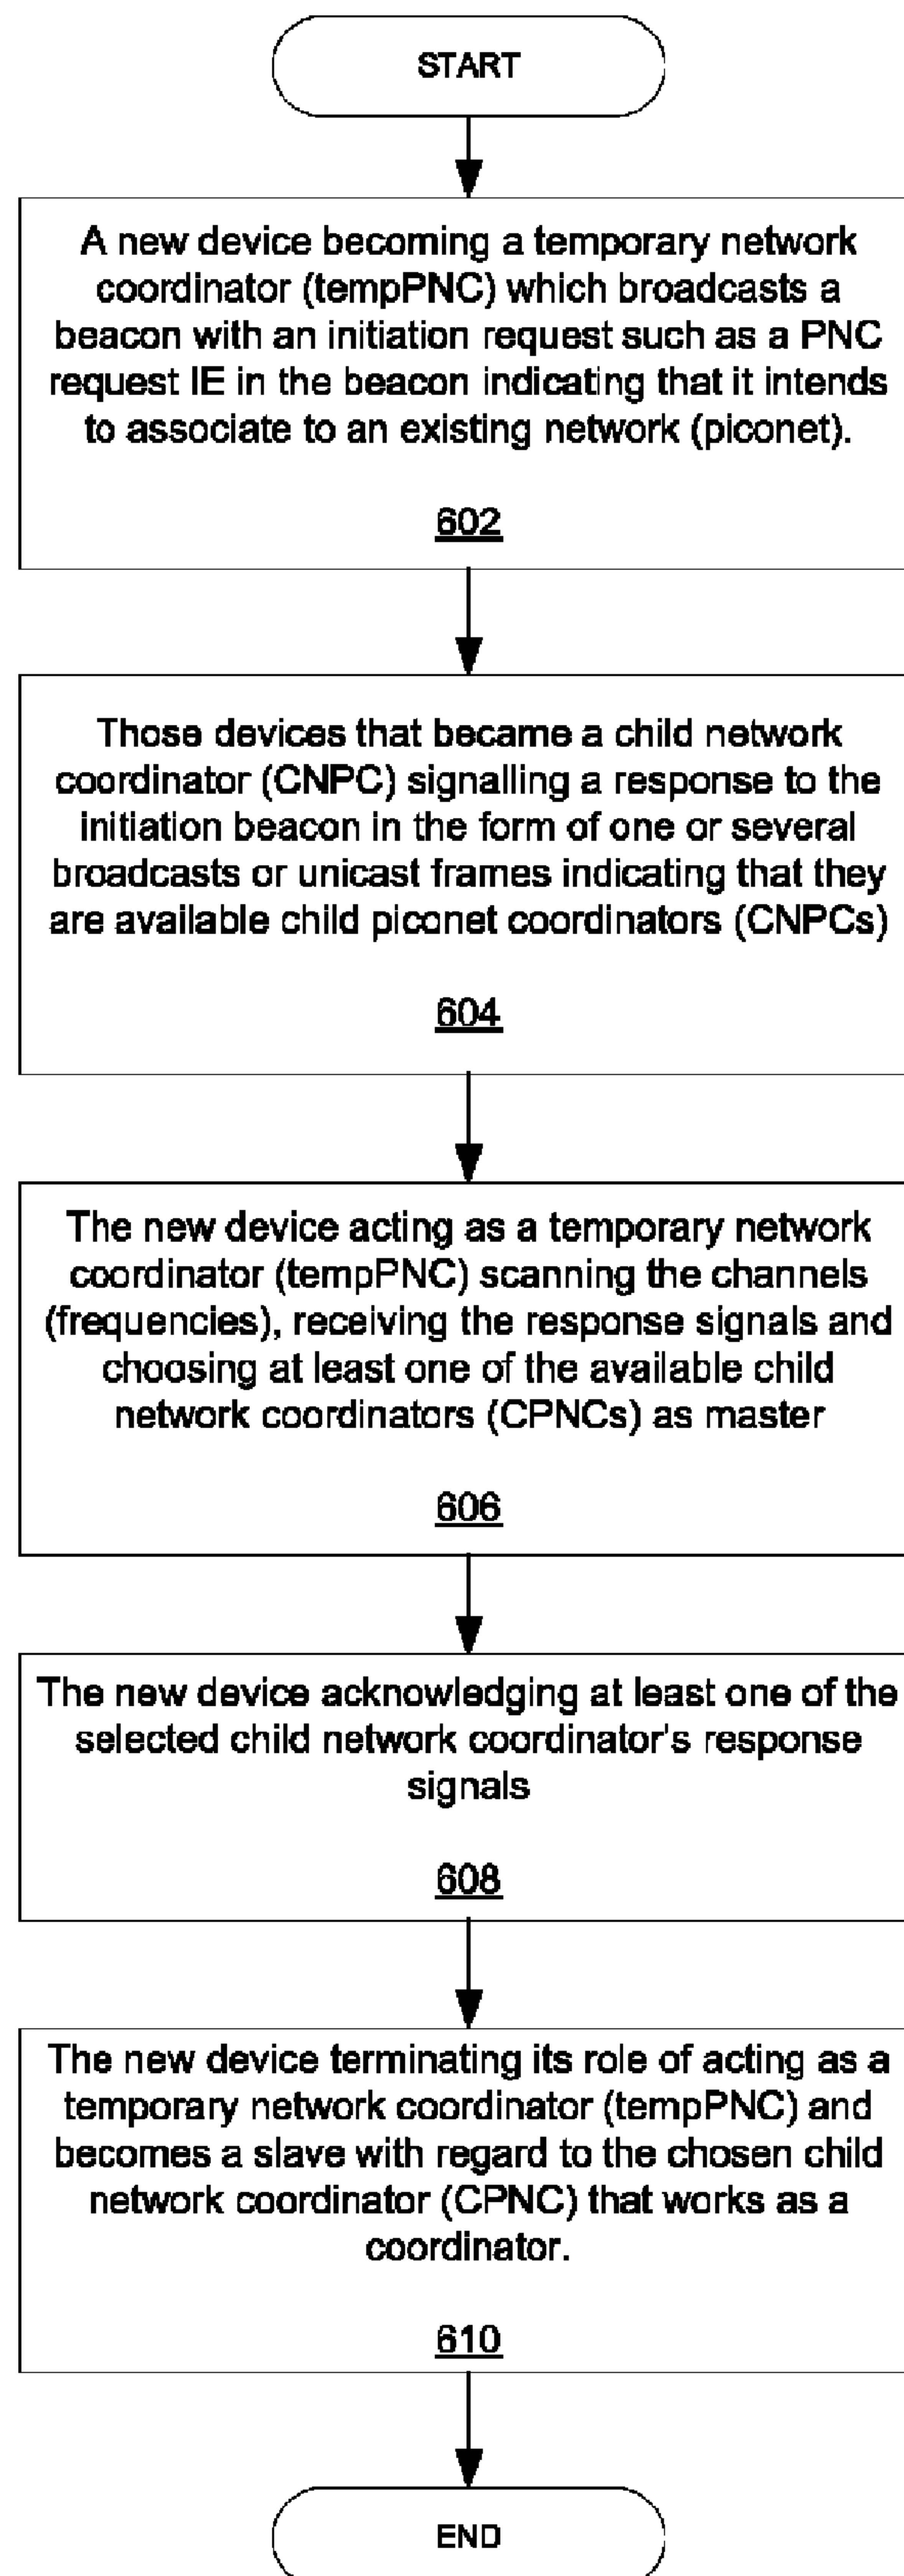 START
A new device becoming a temporary network
coordinator (tempPNC) which broadcasts a
beacon with an initiation request such as a PNC
request IE in the beacon indicating that it intends
to associate to an existing network (piconet).
602
Those devices that became a child network
coordinator (CNPC) signalling a response to the
initiation beacon in the form of one or several
broadcasts or unicast frames indicating that they
are available child piconet coordinators (CNPCs)
604
The new device acting as a temporary network
coordinator (tempPNC) scanning the channels
(frequencies), receiving the response signals and
choosing at least one of the available child
network coordinators (CPNCs) as master
606
The new device acknowledging at least one of the
selected child network coordinator's response
signals
608
The new device terminating its role of acting as a
temporary network coordinator (tempPNC) and
becomes a slave with regard to the chosen child
network coordinator (CPNC) that works as a
coordinator.
610
END